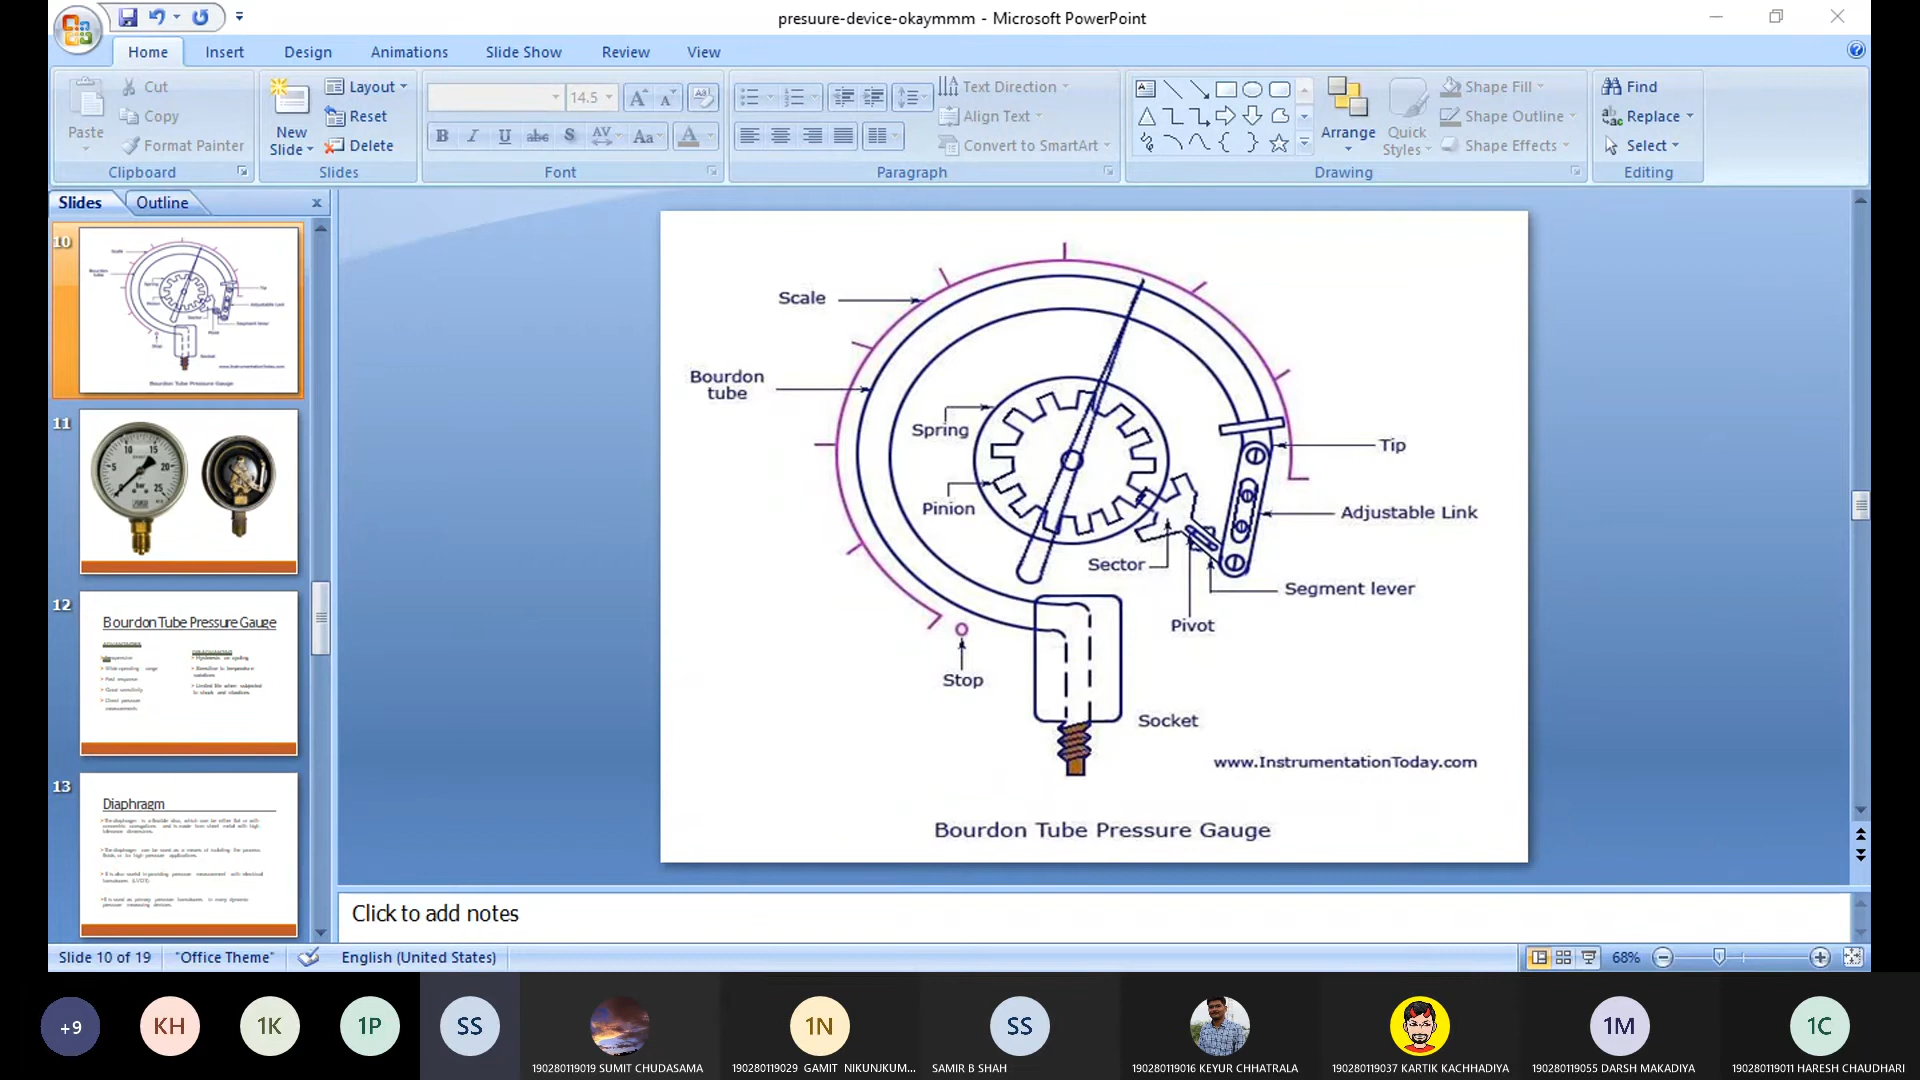 presuure-device-okaymmm - Microsoft PowerPoint
Home Insert Design Animations Slide Show Review View
Paste
Cut
Copy
Format Painter
Clipboard
New Slide
Layout
Reset
Delete
Slides
14.5
Font
Text Direction
Align Text
Convert to SmartArt
Paragraph
Arrange
Quick Styles
Shape Fill
Shape Outline
Shape Effects
Drawing
Find
Replace
Select
Editing
Slides Outline
10
11
12
Bourdon Tube Pressure Gauge
13
Diaphragm
Scale
Bourdon
tube
Spring
Pinion
Tip
Adjustable Link
Sector
Segment lever
Pivot
Stop
Socket
www.InstrumentationToday.com
Bourdon Tube Pressure Gauge
Click to add notes
Slide 10 of 19 "Office Theme" English (United States) 68%
+9 KH 1K 1P SS 1N SS 1M 1C
190280119019 SUMIT CHUDASAMA
190280119029 GAMIT NIKUNJKUM...
SAMIR B SHAH
190280119016 KEYUR CHHATRALA
190280119037 KARTIK KACHHADIYA
190280119055 DARSH MAKADIYA
190280119011 HARESH CHAUDHARI